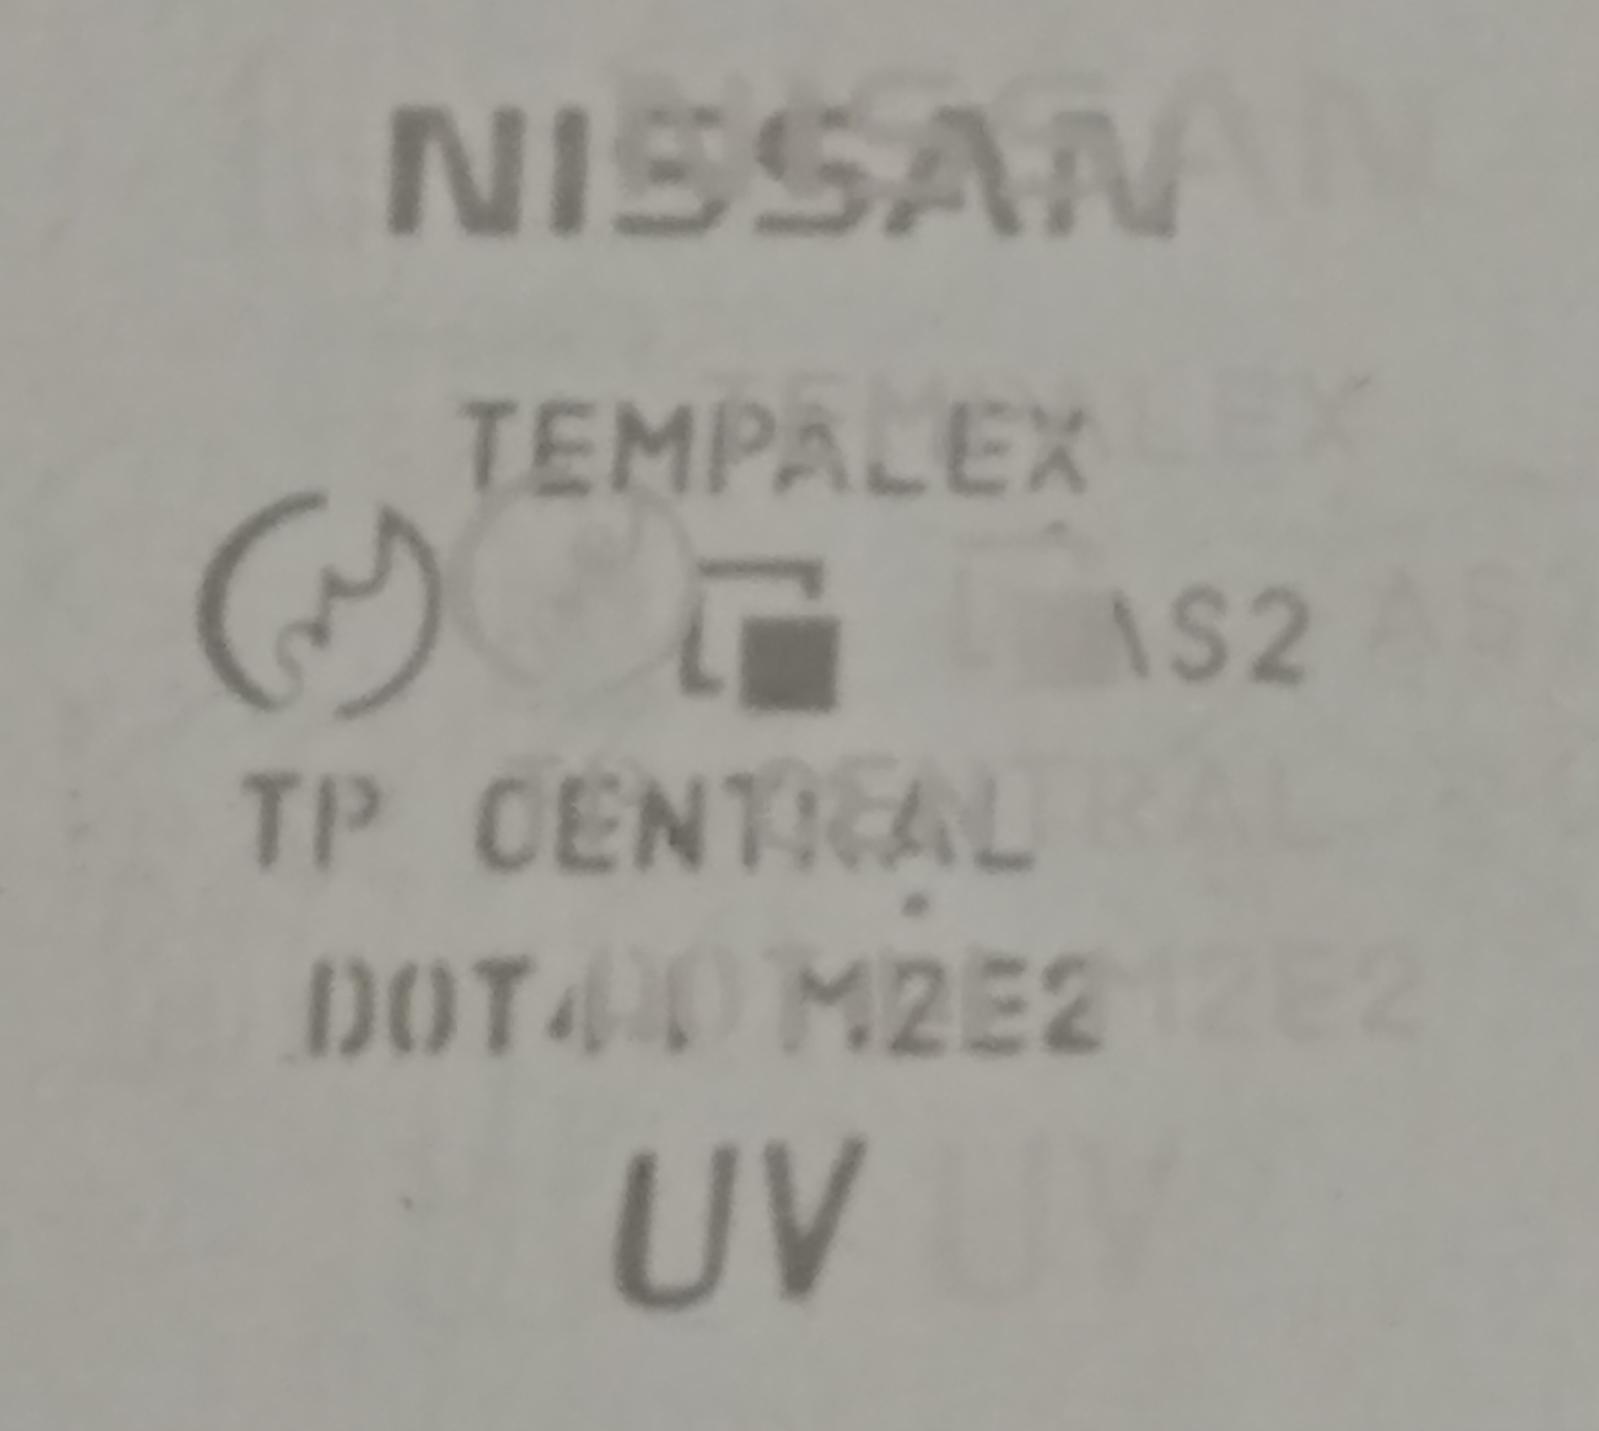 NISSAN
TEMPALEX
AS2
TP CENTRAL
M2E2
UV